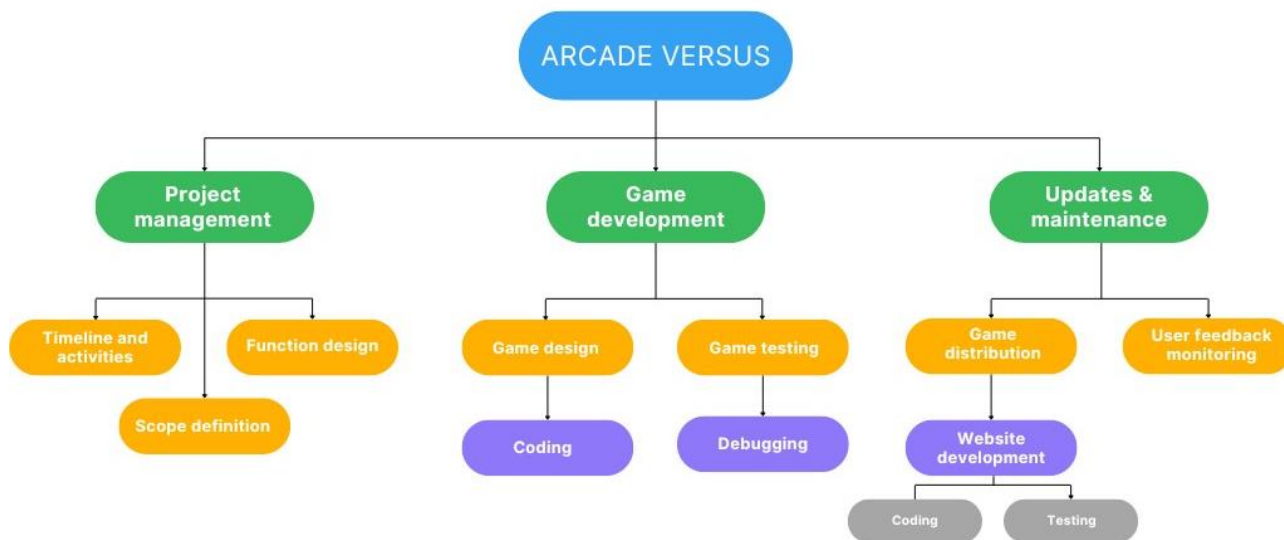 ARCADE VERSUS
Project
management
Game
development
Updates &
maintenance
Timeline and
activities
Function design
Scope definition
Game design
Game testing
Coding
Debugging
Game
distribution
User feedback
monitoring
Website
development
Coding
Testing